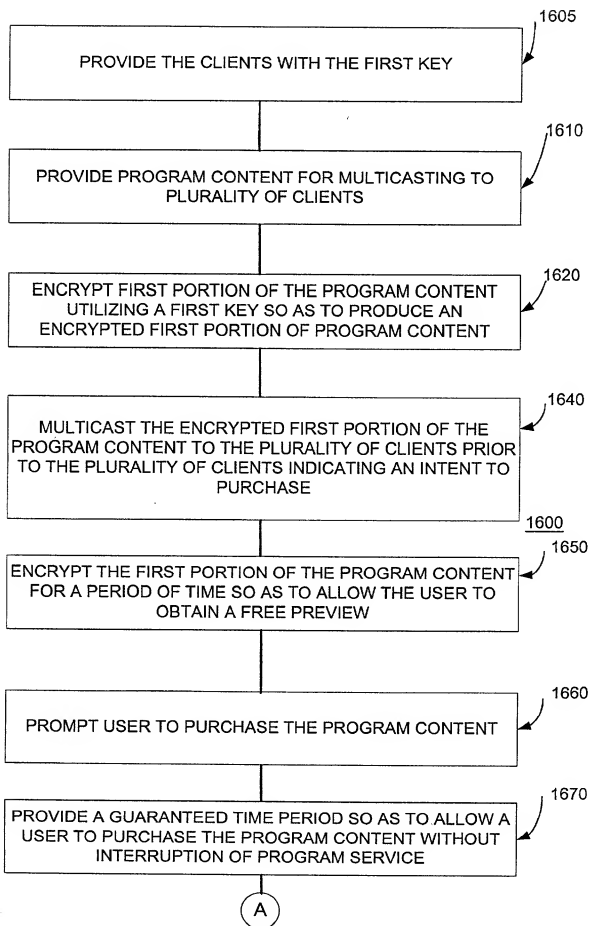 1605
PROVIDE THE CLIENTS WITH THE FIRST KEY
1610
PROVIDE PROGRAM CONTENT FOR MULTICASTING TO
PLURALITY OF CLIENTS
1620
ENCRYPT FIRST PORTION OF THE PROGRAM CONTENT
UTILIZING A FIRST KEY SO AS TO PRODUCE AN
ENCRYPTED FIRST PORTION OF PROGRAM CONTENT
1640
MULTICAST THE ENCRYPTED FIRST PORTION OF THE
PROGRAM CONTENT TO THE PLURALITY OF CLIENTS PRIOR
TO THE PLURALITY OF CLIENTS INDICATING AN INTENT TO
PURCHASE
1600
1650
ENCRYPT THE FIRST PORTION OF THE PROGRAM CONTENT
FOR A PERIOD OF TIME SO AS TO ALLOW THE USER TO
OBTAIN A FREE PREVIEW
1660
PROMPT USER TO PURCHASE THE PROGRAM CONTENT
1670
PROVIDE A GUARANTEED TIME PERIOD SO AS TO ALLOW A
USER TO PURCHASE THE PROGRAM CONTENT WITHOUT
INTERRUPTION OF PROGRAM SERVICE
A